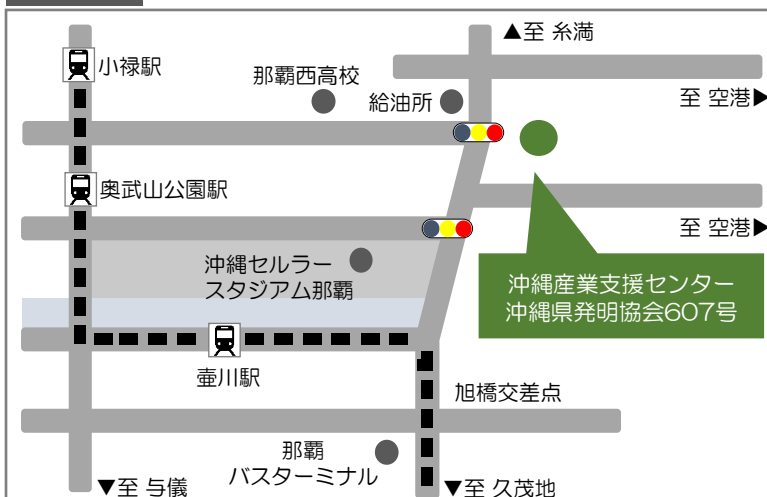 ▲至 糸満
小禄駅
那覇西高校
給油所
至 空港▶
奥武山公園駅
至 空港▶
沖縄セルラー
スタジアム那覇
沖縄産業支援センター
沖縄県発明協会607号
壷川駅
旭橋交差点
那覇
バスターミナル
▼至 与儀
▼至 久茂地